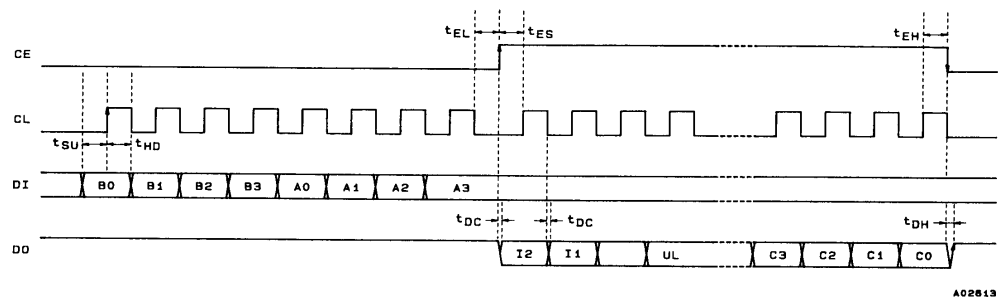 tEL tES tEH
CE
CL
tSU tHD
DI B0 B1 B2 B3 A0 A1 A2 A3
tDC tDC tDH
DO I2 I1 UL C3 C2 C1 C0
A02613